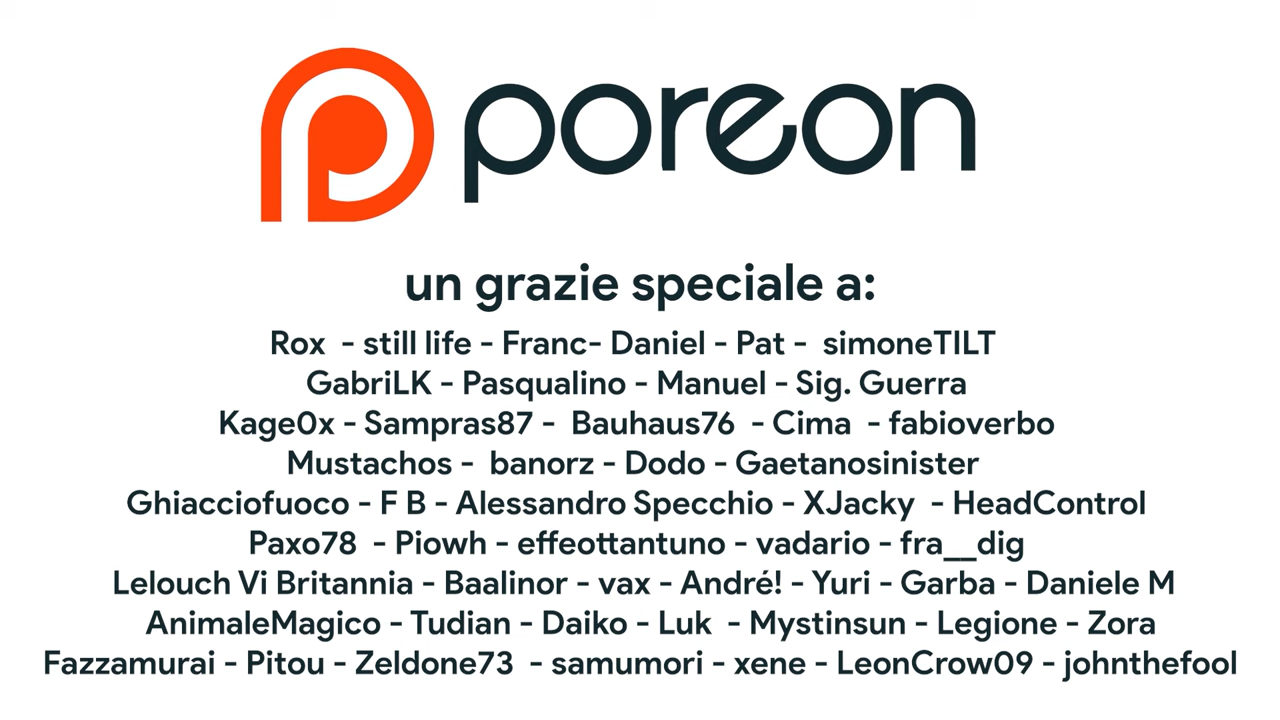 poreon
un grazie speciale a:
Rox - still life - Franc- Daniel - Pat - simoneTILT
GabriLK - Pasqualino - Manuel - Sig. Guerra
Kage0x - Sampras87 - Bauhaus76 - Cima - fabioverbo
Mustachos - banorz - Dodo - Gaetanosinister
Ghiacciofuoco - F B - Alessandro Specchio - XJacky - HeadControl
Paxo78 - Piowh - effeottantuno - vadario - fra__dig
Lelouch Vi Britannia - Baalinor - vax - André! - Yuri - Garba - Daniele M
AnimaleMagico - Tudian - Daiko - Luk - Mystinsun - Legione - Zora
Fazzamurai - Pitou - Zeldone73 - samumori - xene - LeonCrow09 - johnthefool